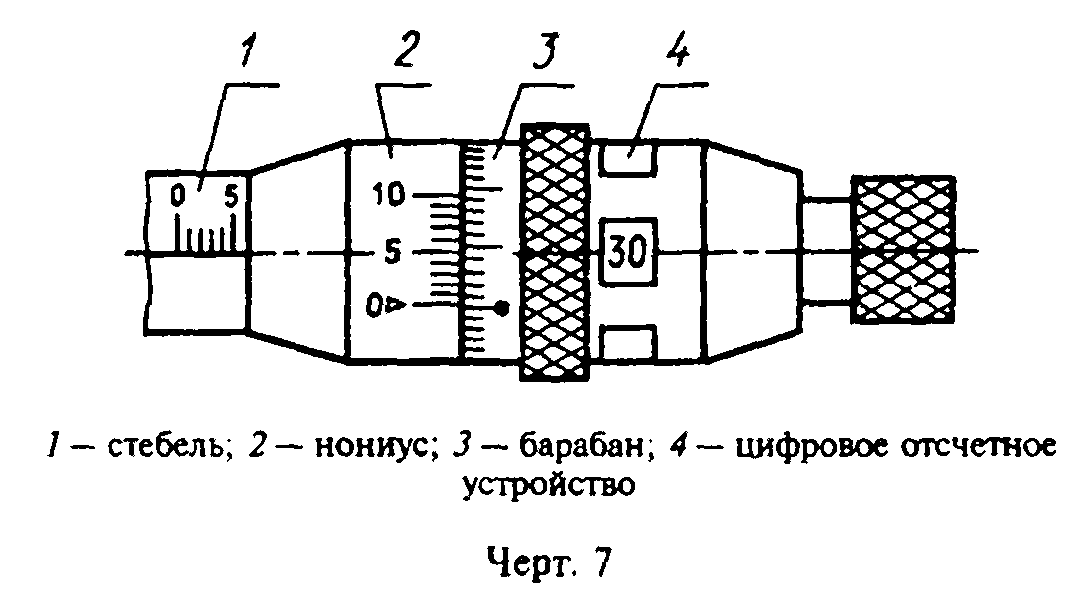 1 2 3 4
0 5
10
5
0
30
1 — стебель; 2 — нониус; 3 — барабан; 4 — цифровое отсчетное
устройство
Черт. 7